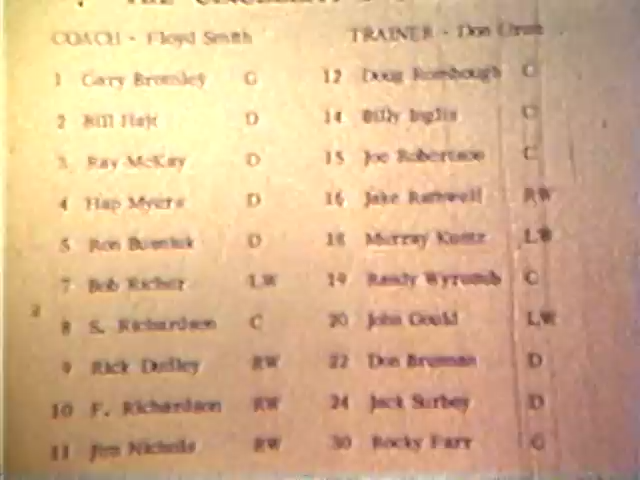 THE CINCINNATI
COACH - Floyd Smith TRAINER - Don
1 Gary Bromley G 12 Doug Rombough C
2 Bill Hajt D 14 Billy Inglis C
3 Ray McKay D 15 Joe Robertson C
4 Hap Myers D 16 Jake Rathwell RW
5 Ron Busniuk D 18 Murray Kuntz LW
7 Bob Richer LW 19 Randy Wyrozub C
8 S. Richardson C 20 John Gould LW
9 Rick Dudley RW 22 Don Brennan D
10 F. Richardson RW 24 Jack Surbey D
11 Jim Nichols RW 30 Rocky Farr G